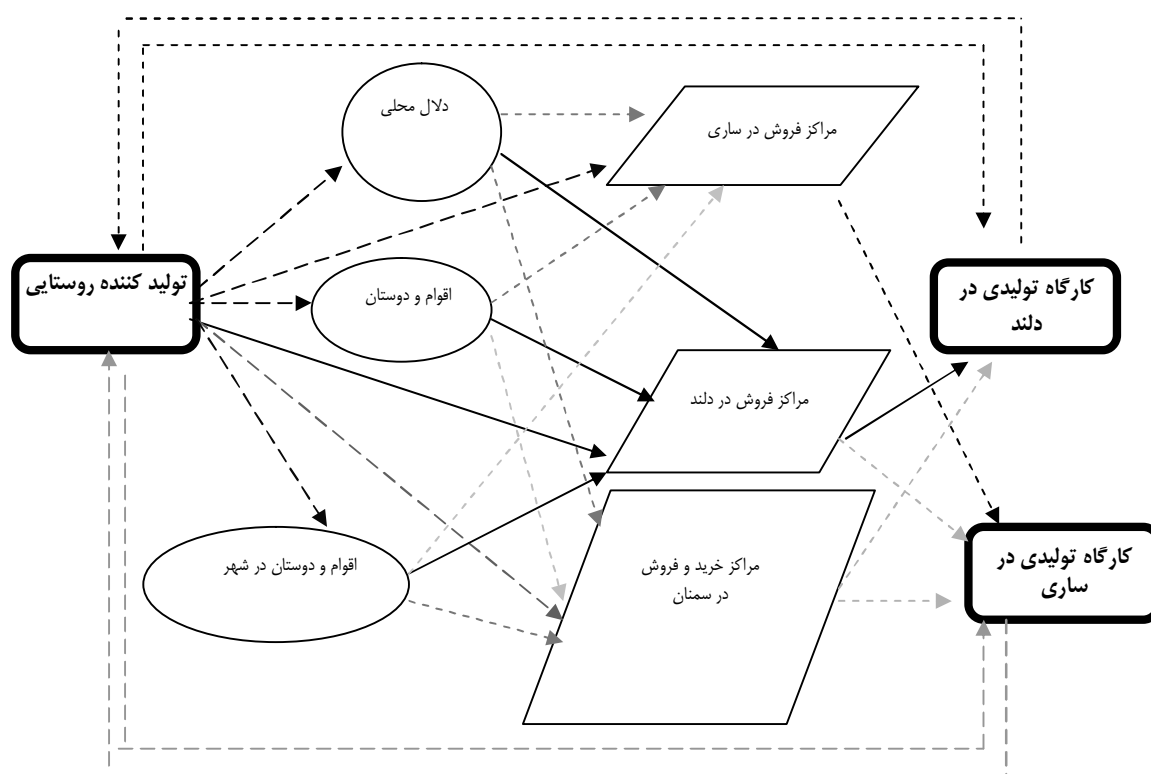 دلال محلی
مراکز فروش در ساری
تولید کننده روستایی
اقوام و دوستان
کارگاه تولیدی در
دلند
مراکز فروش در دلند
اقوام و دوستان در شهر
مراکز خرید و فروش
در سمنان
کارگاه تولیدی در
ساری